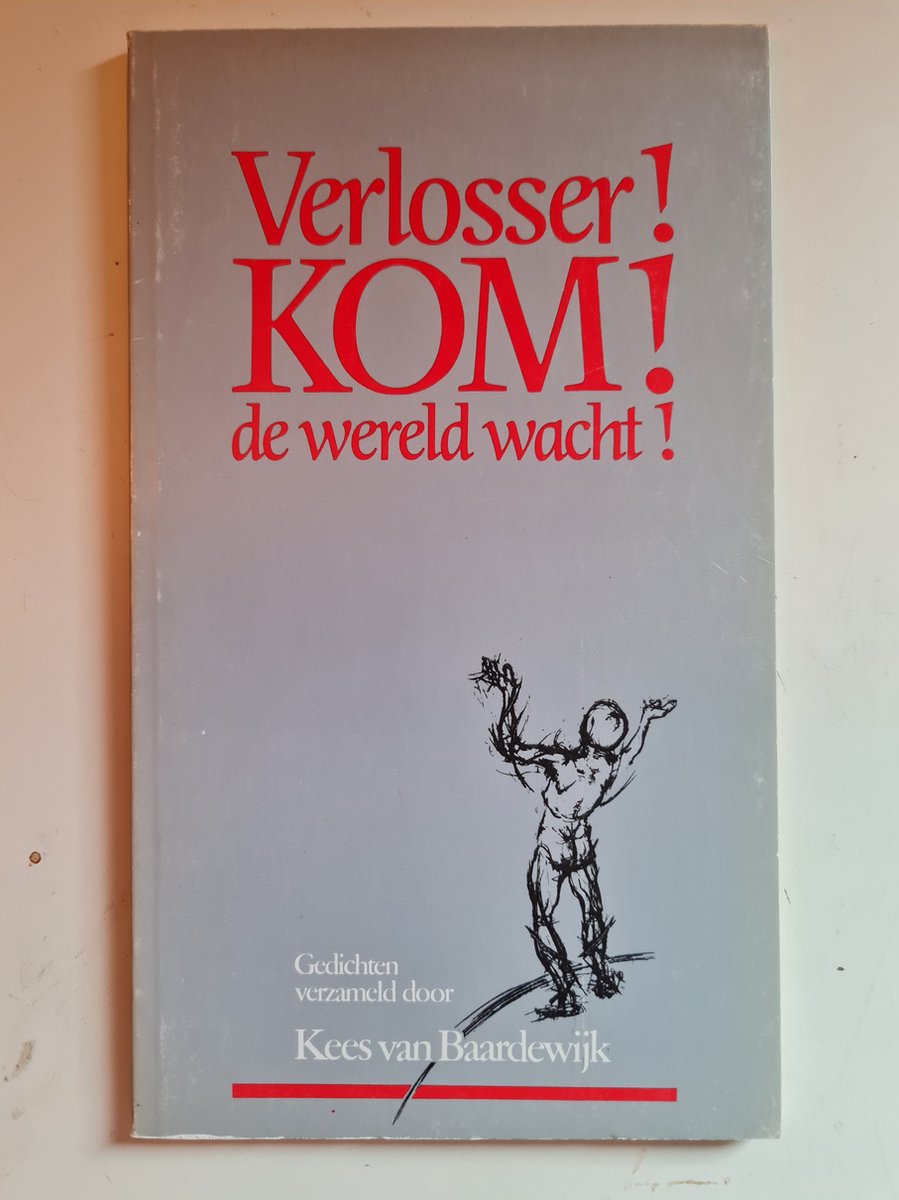 Verlosser!
KOM!
de wereld wacht!
Gedichten
verzameld door
Kees van Baardewijk